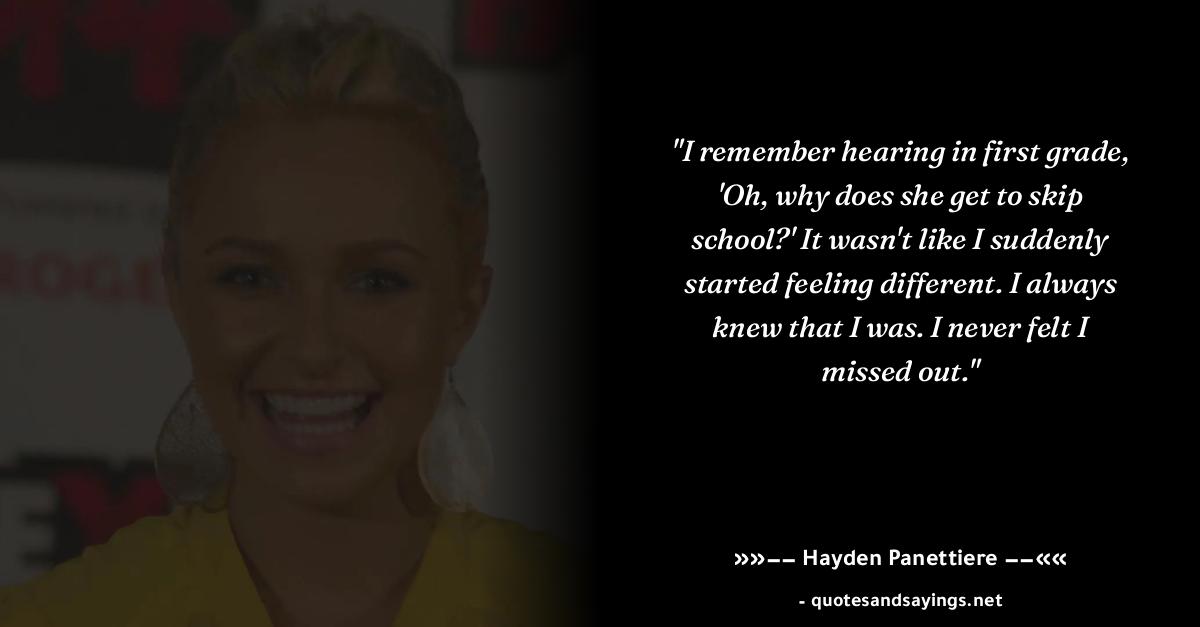 "I remember hearing in first grade,
'Oh, why does she get to skip
school?' It wasn't like I suddenly
started feeling different. I always
knew that I was. I never felt I
missed out."
»»–– Hayden Panettiere ––««
- quotesandsayings.net